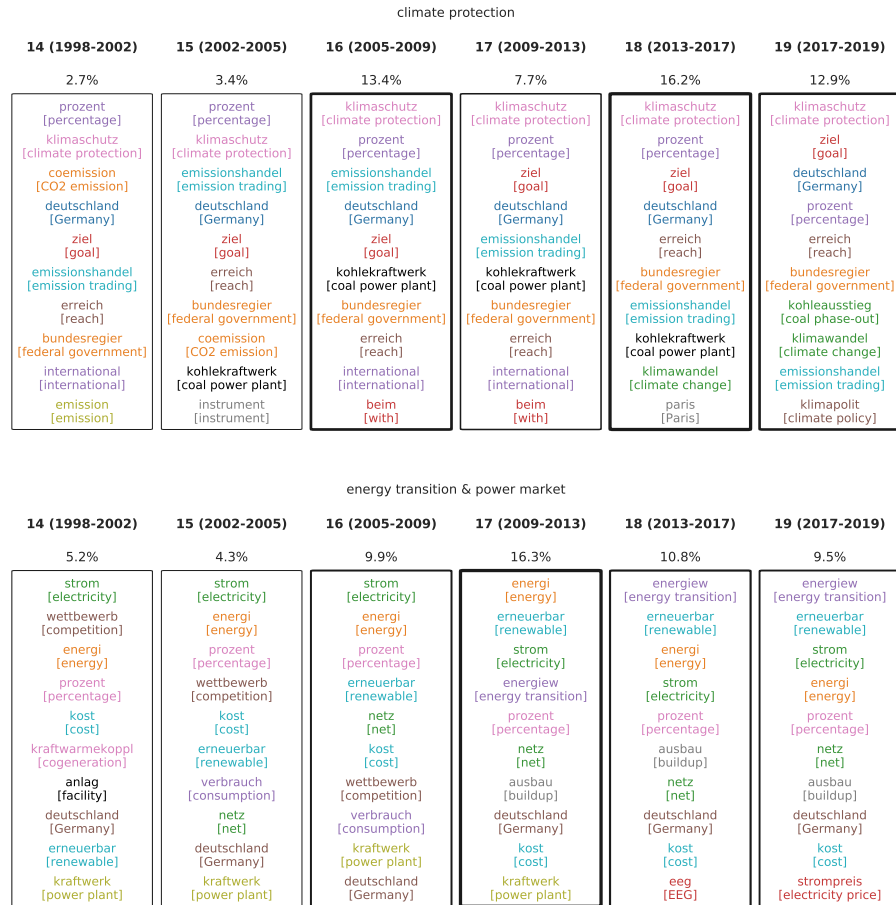 climate protection
14 (1998-2002) 15 (2002-2005) 16 (2005-2009) 17 (2009-2013) 18 (2013-2017) 19 (2017-2019)
2.7% 3.4% 13.4% 7.7% 16.2% 12.9%
prozent prozent klimaschutz klimaschutz klimaschutz klimaschutz
[percentage] [percentage] [climate protection] [climate protection] [climate protection] [climate protection]
klimaschutz klimaschutz prozent prozent prozent ziel
[climate protection] [climate protection] [percentage] [percentage] [percentage] [goal]
coemission emissionshandel emissionshandel ziel ziel deutschland
[CO2 emission] [emission trading] [emission trading] [goal] [goal] [Germany]
deutschland deutschland deutschland deutschland deutschland prozent
[Germany] [Germany] [Germany] [Germany] [Germany] [percentage]
ziel ziel ziel emissionshandel erreich erreich
[goal] [goal] [goal] [emission trading] [reach] [reach]
emissionshandel erreich kohlekraftwerk kohlekraftwerk bundesregier bundesregier
[emission trading] [reach] [coal power plant] [coal power plant] [federal government] [federal government]
erreich bundesregier bundesregier bundesregier emissionshandel kohleausstieg
[reach] [federal government] [federal government] [federal government] [emission trading] [coal phase-out]
bundesregier coemission erreich erreich kohlekraftwerk klimawandel
[federal government] [CO2 emission] [reach] [reach] [coal power plant] [climate change]
international kohlekraftwerk international international klimawandel emissionshandel
[international] [coal power plant] [international] [international] [climate change] [emission trading]
emission instrument beim beim paris klimapolit
[emission] [instrument] [with] [with] [Paris] [climate policy]
energy transition & power market
14 (1998-2002) 15 (2002-2005) 16 (2005-2009) 17 (2009-2013) 18 (2013-2017) 19 (2017-2019)
5.2% 4.3% 9.9% 16.3% 10.8% 9.5%
strom strom strom energi energiew energiew
[electricity] [electricity] [electricity] [energy] [energy transition] [energy transition]
wettbewerb energi energi erneuerbar erneuerbar erneuerbar
[competition] [energy] [energy] [renewable] [renewable] [renewable]
energi prozent prozent strom energi strom
[energy] [percentage] [percentage] [electricity] [energy] [electricity]
prozent wettbewerb erneuerbar energiew strom energi
[percentage] [competition] [renewable] [energy transition] [electricity] [energy]
kost kost netz prozent prozent prozent
[cost] [cost] [net] [percentage] [percentage] [percentage]
kraftwarmekoppl erneuerbar kost netz ausbau netz
[cogeneration] [renewable] [cost] [net] [buildup] [net]
anlag verbrauch wettbewerb ausbau netz ausbau
[facility] [consumption] [competition] [buildup] [net] [buildup]
deutschland netz verbrauch deutschland deutschland deutschland
[Germany] [net] [consumption] [Germany] [Germany] [Germany]
erneuerbar deutschland kraftwerk kost kost kost
[renewable] [Germany] [power plant] [cost] [cost] [cost]
kraftwerk kraftwerk deutschland kraftwerk eeg strompreis
[power plant] [power plant] [Germany] [power plant] [EEG] [electricity price]